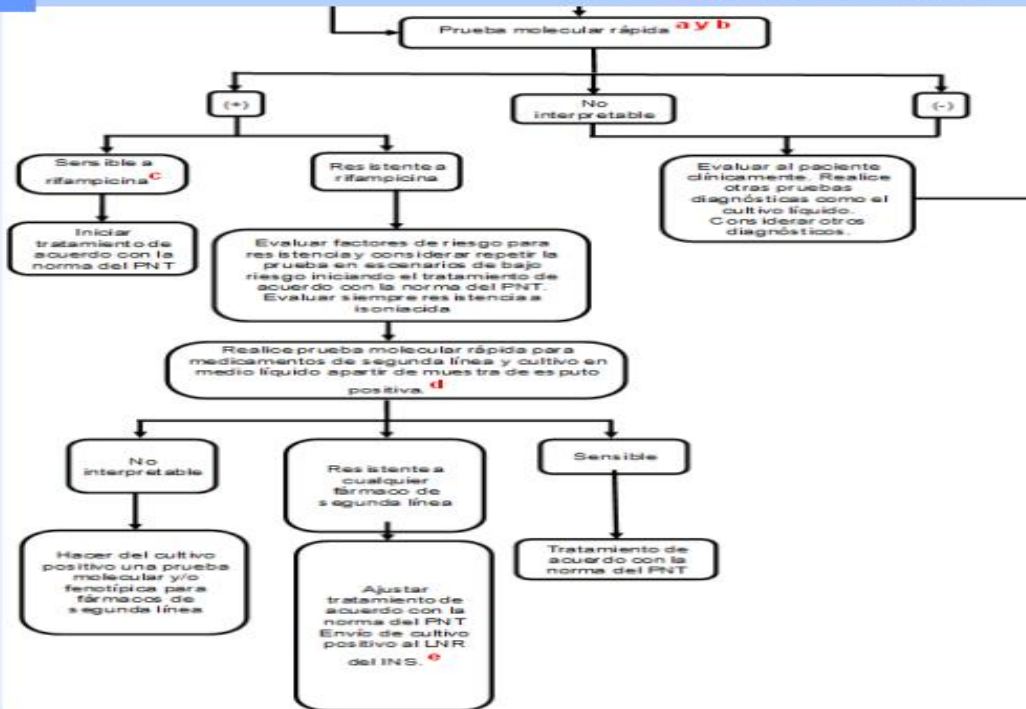 Prueba molecular rápida a y b
(+)
No
interpretable
(-)
Sensible a
rifampicina c
Resistente a
rifampicina
Evaluar al paciente
clínicamente. Realice
otras pruebas
diagnósticas como el
cultivo líquido.
Considerar otros
diagnósticos.
Iniciar
tratamiento de
acuerdo con la
norma del PNT
Evaluar factores de riesgo para
resistencia y considerar repetir la
prueba en escenarios de bajo
riesgo iniciando el tratamiento de
acuerdo con la norma del PNT.
Evaluar siempre resistencia a
isoniacida
Realice prueba molecular rápida para
medicamentos de segunda línea y cultivo en
medio líquido apartir de muestra de esputo
positiva. d
No
interpretable
Resistente a
cualquier
fármaco de
segunda línea
Sensible
Hacer del cultivo
positivo una prueba
molecular y/o
fenotípica para
fármacos de
segunda línea
Ajustar
tratamiento de
acuerdo con la
norma del PNT
Envío de cultivo
positivo al LNR
del INS. e
Tratamiento de
acuerdo con la
norma del PNT